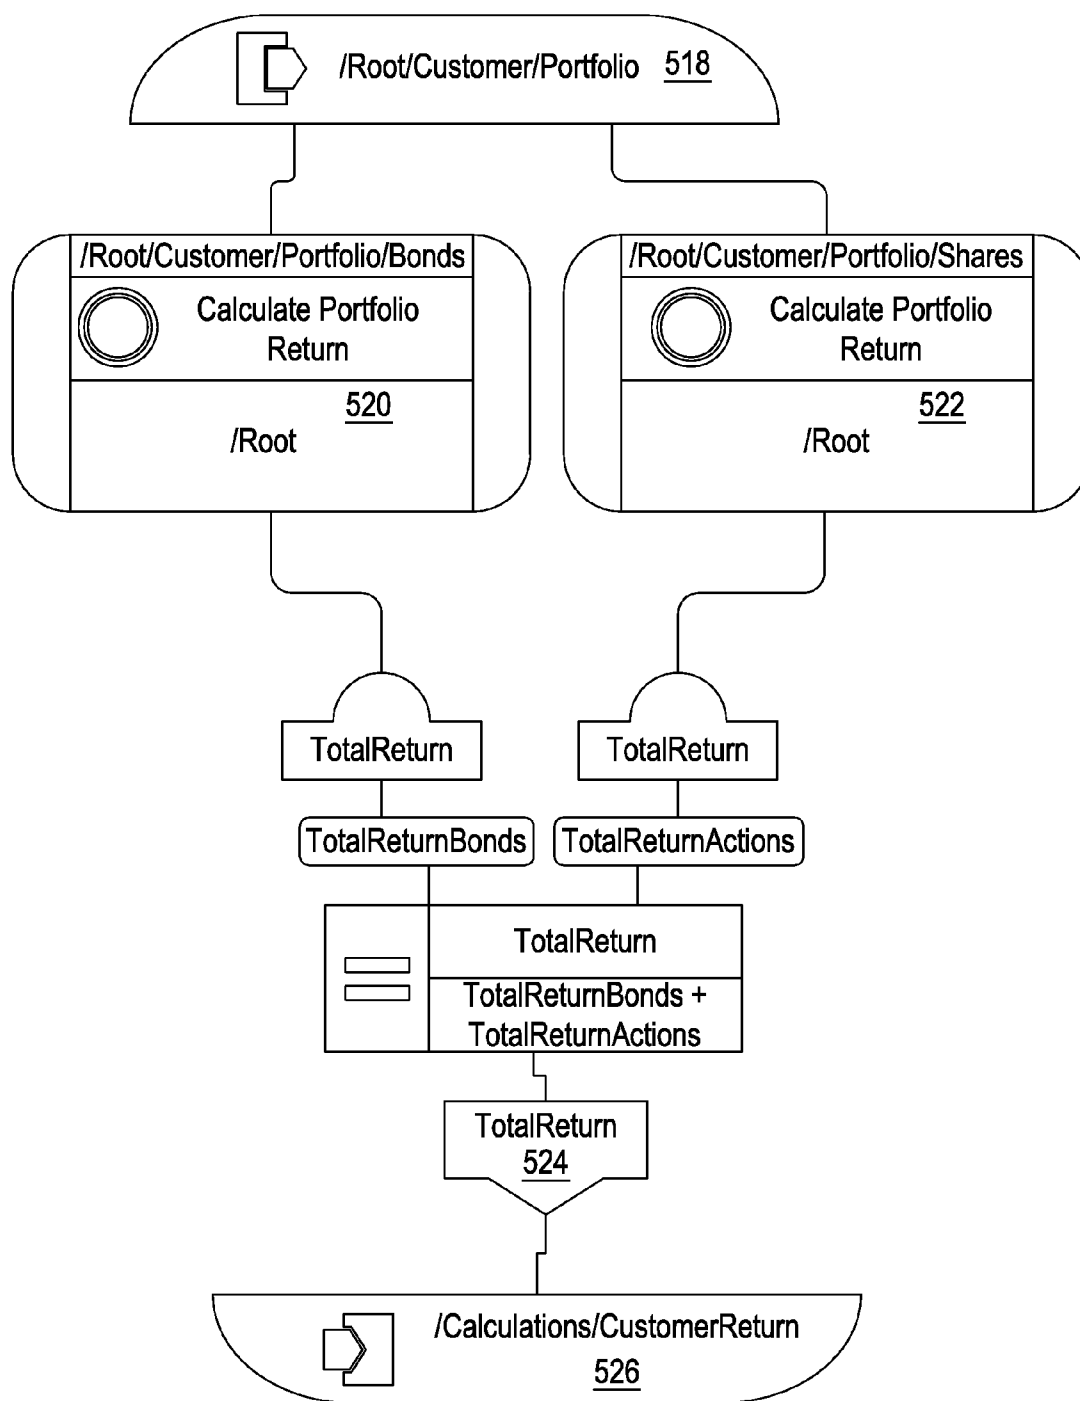 /Root/Customer/Portfolio 518
/Root/Customer/Portfolio/Bonds
Calculate Portfolio
Return
520
/Root
/Root/Customer/Portfolio/Shares
Calculate Portfolio
Return
522
/Root
TotalReturn
TotalReturn
TotalReturnBonds
TotalReturnActions
TotalReturn
TotalReturnBonds +
TotalReturnActions
TotalReturn
524
/Calculations/CustomerReturn
526